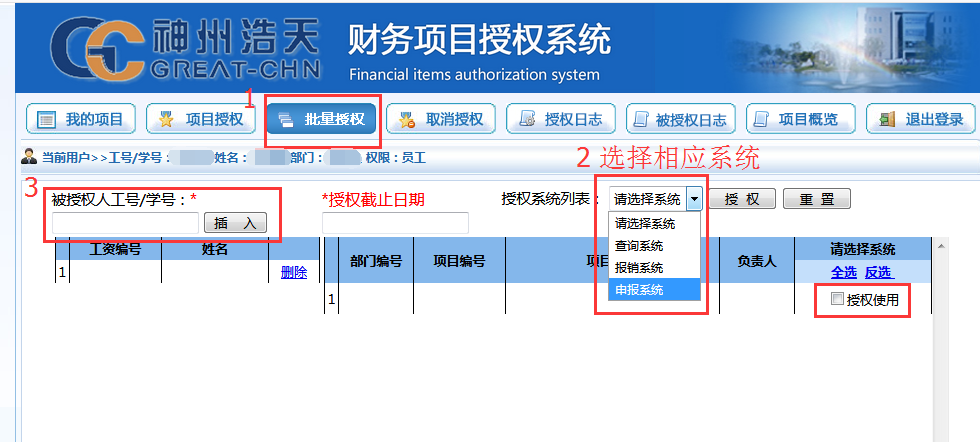 神州浩天
GREAT-CHN
财务项目授权系统
Financial items authorization system
1
我的项目 项目授权 批量授权 取消授权 授权日志 被授权日志 项目概览 退出登录
当前用户>>工号/学号： 姓名： 部门： 权限：员工
2 选择相应系统
3
被授权人工号/学号：* *授权截止日期 授权系统列表： 请选择系统 授 权 重 置
插 入
请选择系统
查询系统
报销系统
申报系统
工资编号 姓名
1 删除
部门编号 项目编号 项目 负责人 请选择系统
全选 反选
1 授权使用